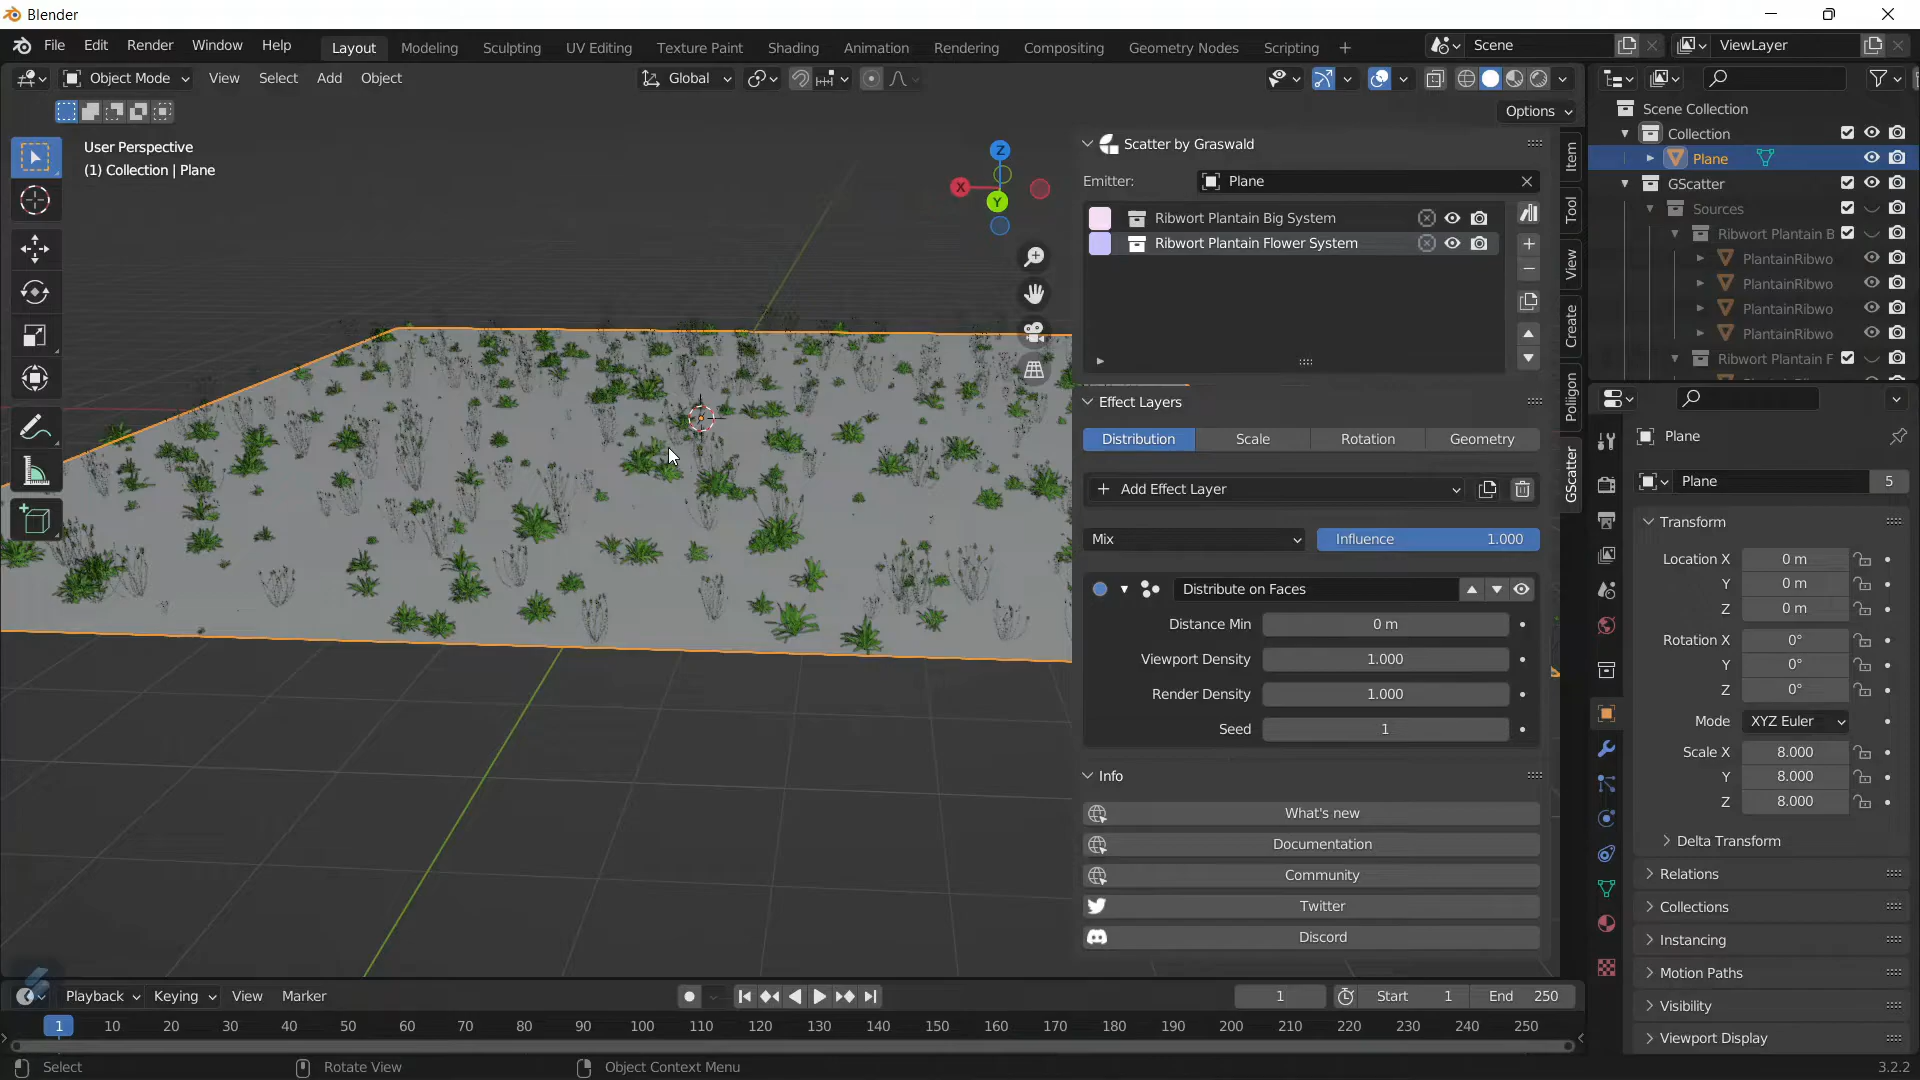 Blender
File Edit Render Window Help
Layout Modeling Sculpting UV Editing Texture Paint Shading Animation Rendering Compositing Geometry Nodes Scripting +
Scene
ViewLayer
Object Mode View Select Add Object
Global
Options
User Perspective
(1) Collection | Plane
Z
X
Y
Scatter by Graswald
Emitter: Plane
Ribwort Plantain Big System
Ribwort Plantain Flower System
Effect Layers
Distribution Scale Rotation Geometry
+ Add Effect Layer
Mix Influence 1.000
Distribute on Faces
Distance Min 0 m
Viewport Density 1.000
Render Density 1.000
Seed 1
Info
What's new
Documentation
Community
Twitter
Discord
Item
Tool
View
Create
Poliigon
GScatter
Scene Collection
Collection
Plane
GScatter
Sources
Ribwort Plantain B
PlantainRibwo
PlantainRibwo
PlantainRibwo
PlantainRibwo
Ribwort Plantain F
Plane
Plane 5
Transform
Location X 0 m
Y 0 m
Z 0 m
Rotation X 0°
Y 0°
Z 0°
Mode XYZ Euler
Scale X 8.000
Y 8.000
Z 8.000
Delta Transform
Relations
Collections
Instancing
Motion Paths
Visibility
Viewport Display
Playback Keying View Marker
1 Start 1 End 250
1 10 20 30 40 50 60 70 80 90 100 110 120 130 140 150 160 170 180 190 200 210 220 230 240 250
Select Rotate View Object Context Menu 3.2.2